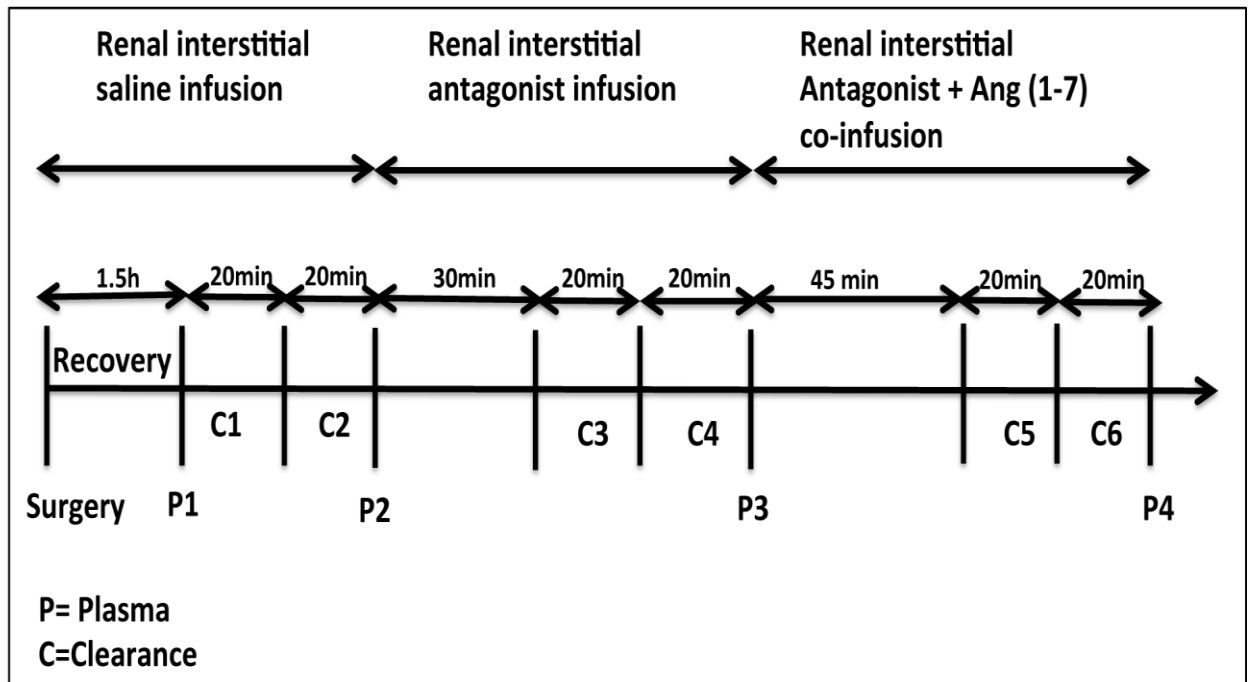 Renal interstitial
saline infusion
Renal interstitial
antagonist infusion
Renal interstitial
Antagonist + Ang (1-7)
co-infusion
1.5h
20min
20min
30min
20min
20min
45 min
20min
20min
Recovery
C1
C2
C3
C4
C5
C6
Surgery
P1
P2
P3
P4
P= Plasma
C=Clearance